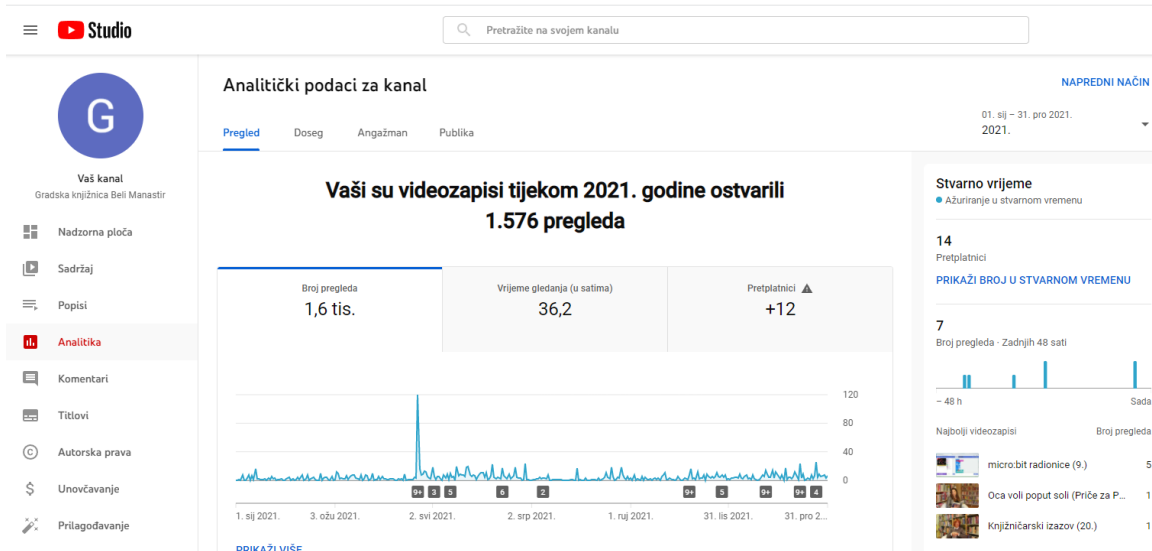 Studio
Pretražite na svojem kanalu
G
Vaš kanal
Gradska knjižnica Beli Manastir
Nadzorna ploča
Sadržaj
Popisi
Analitika
Komentari
Titlovi
Autorska prava
Unovčavanje
Prilagođavanje
Analitički podaci za kanal
NAPREDNI NAČIN
Pregled Doseg Angažman Publika
01. sij – 31. pro 2021.
2021.
Vaši su videozapisi tijekom 2021. godine ostvarili
1.576 pregleda
Broj pregleda
1,6 tis.
Vrijeme gledanja (u satima)
36,2
Pretplatnici
+12
120
80
40
0
9+ 3 5 6 2 9+ 5 9+ 9+ 4
1. sij 2021. 3. ožu 2021. 2. svi 2021. 2. srp 2021. 1. ruj 2021. 31. lis 2021. 31. pro 2...
PRIKAŽI VIŠE
Stvarno vrijeme
Ažuriranje u stvarnom vremenu
14
Pretplatnici
PRIKAŽI BROJ U STVARNOM VREMENU
7
Broj pregleda · Zadnjih 48 sati
– 48 h Sada
Najbolji videozapisi Broj pregleda
micro:bit radionice (9.) 5
Oca voli poput soli (Priče za P... 1
Knjižničarski izazov (20.) 1